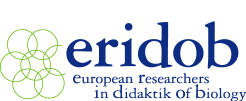 eridob
european researchers
in didaktik of biology